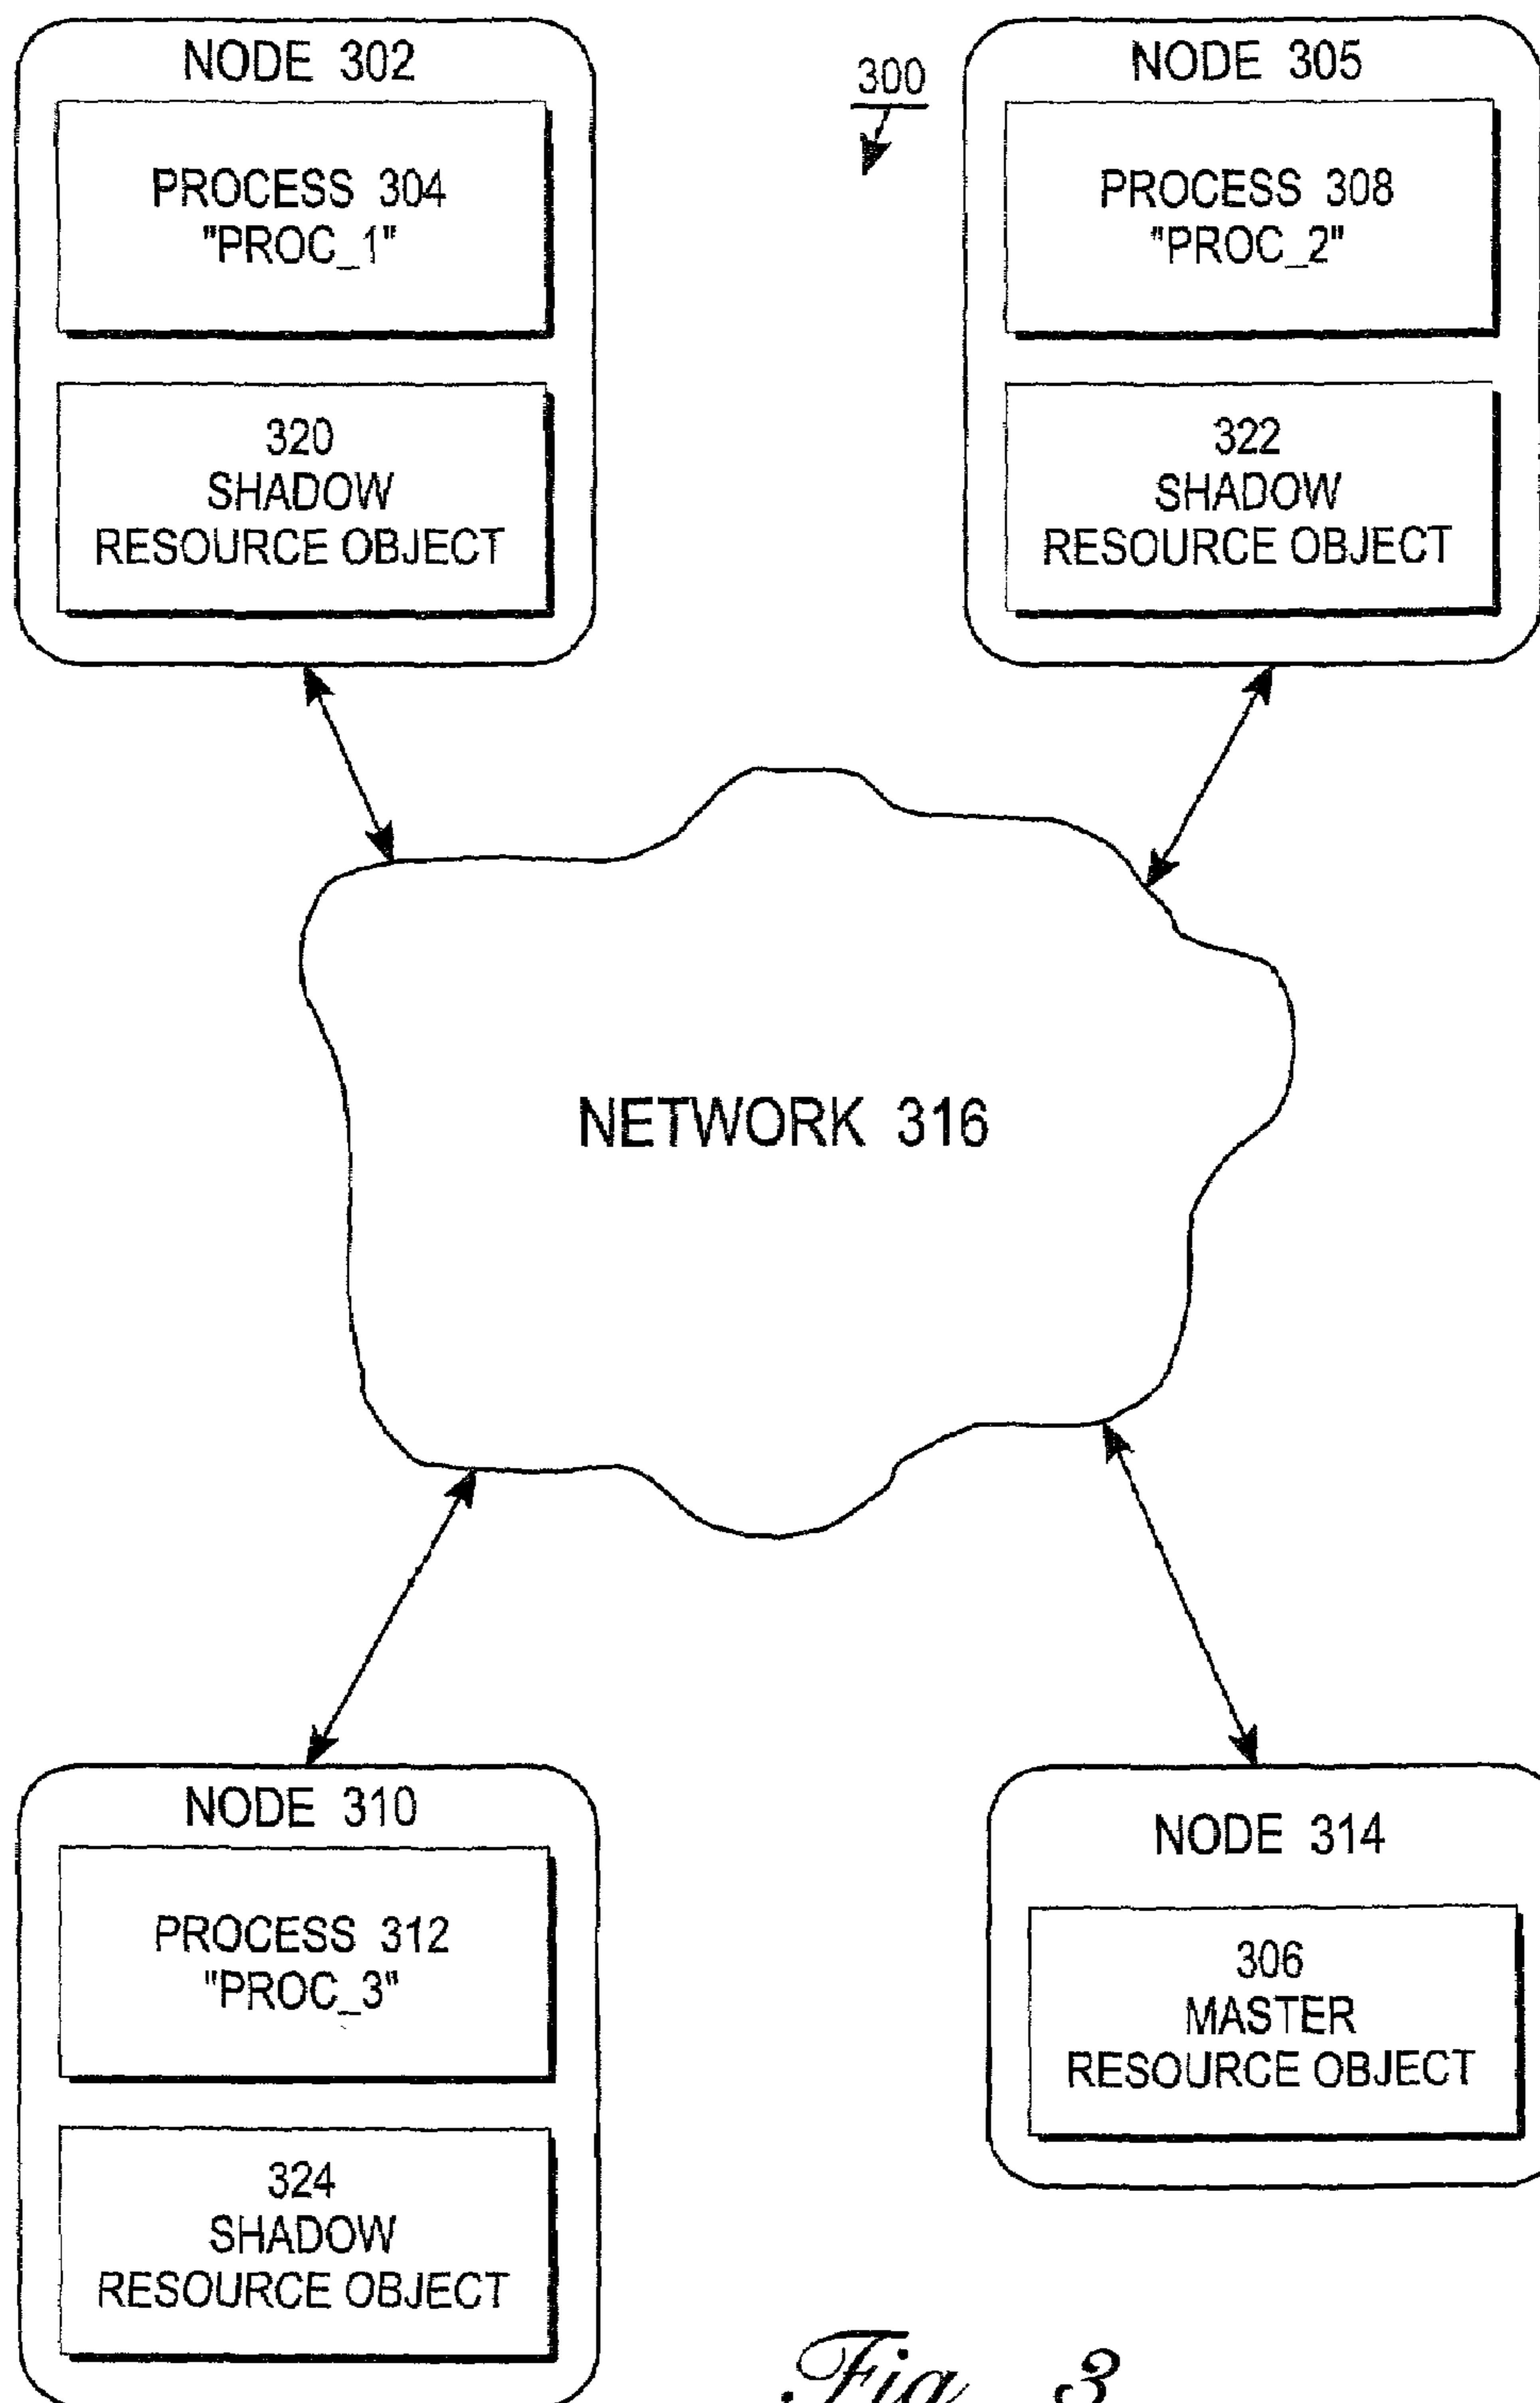 NODE 302
PROCESS 304
"PROC_1"
320
SHADOW
RESOURCE OBJECT
300
NODE 305
PROCESS 308
"PROC_2"
322
SHADOW
RESOURCE OBJECT
NETWORK 316
NODE 310
PROCESS 312
"PROC_3"
324
SHADOW
RESOURCE OBJECT
NODE 314
306
MASTER
RESOURCE OBJECT
Fig. 3